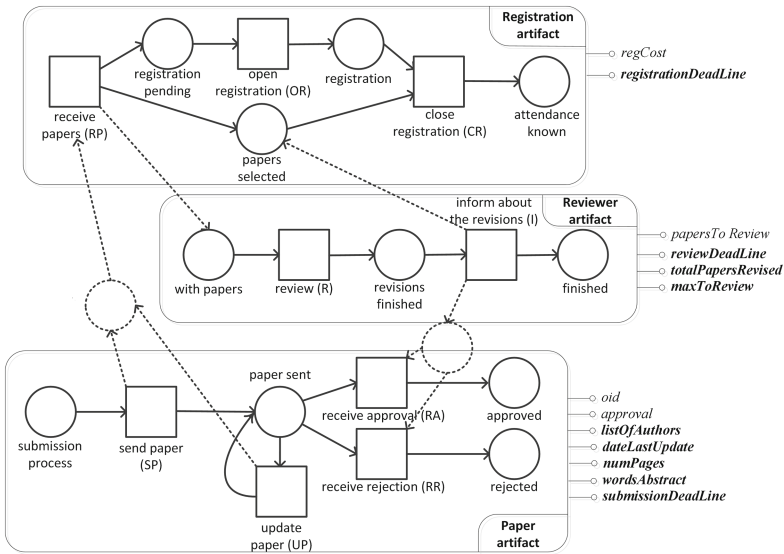 Registration
artifact
registration
pending
open
registration (OR)
registration
receive
papers (RP)
close
registration (CR)
attendance
known
papers
selected
regCost
registrationDeadLine
inform about
the revisions (I)
Reviewer
artifact
with papers
review (R)
revisions
finished
finished
papersTo Review
reviewDeadLine
totalPapersRevised
maxToReview
paper sent
submission
process
send paper
(SP)
receive approval (RA)
approved
receive rejection (RR)
rejected
update
paper (UP)
Paper
artifact
oid
approval
listOfAuthors
dateLastUpdate
numPages
wordsAbstract
submissionDeadLine